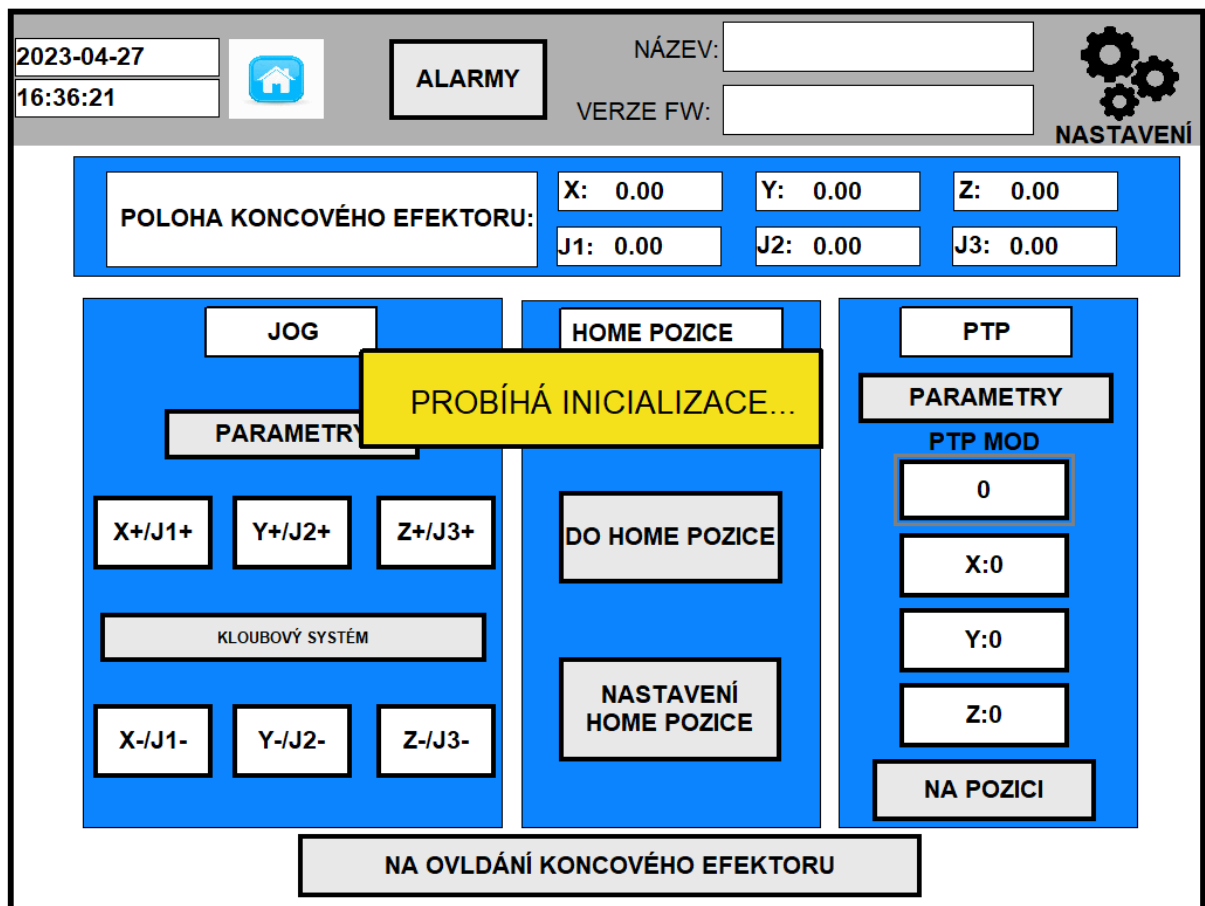 2023-04-27
16:36:21
ALARMY
NÁZEV:
VERZE FW:
NASTAVENÍ
POLOHA KONCOVÉHO EFEKTORU:
X: 0.00
Y: 0.00
Z: 0.00
J1: 0.00
J2: 0.00
J3: 0.00
JOG
HOME POZICE
PTP
PROBÍHÁ INICIALIZACE...
PARAMETRY
PARAMETRY
PTP MOD
0
X+/J1+
Y+/J2+
Z+/J3+
DO HOME POZICE
X:0
KLOUBOVÝ SYSTÉM
Y:0
NASTAVENÍ
HOME POZICE
X-/J1-
Y-/J2-
Z-/J3-
Z:0
NA POZICI
NA OVLDÁNÍ KONCOVÉHO EFEKTORU